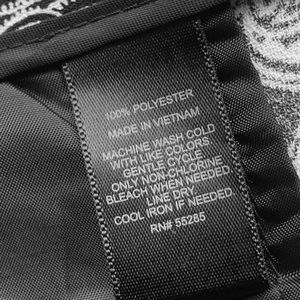 100% POLYESTER
MADE IN VIETNAM
MACHINE WASH COLD
WITH LIKE COLORS.
GENTLE CYCLE.
ONLY NON-CHLORINE
BLEACH WHEN NEEDED.
LINE DRY.
COOL IRON IF NEEDED.
RN# 55285